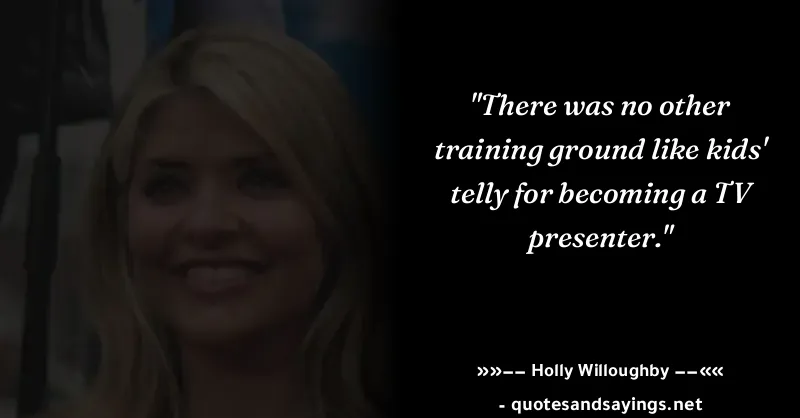 "There was no other
training ground like kids'
telly for becoming a TV
presenter."
»»−− Holly Willoughby −−««
- quotesandsayings.net